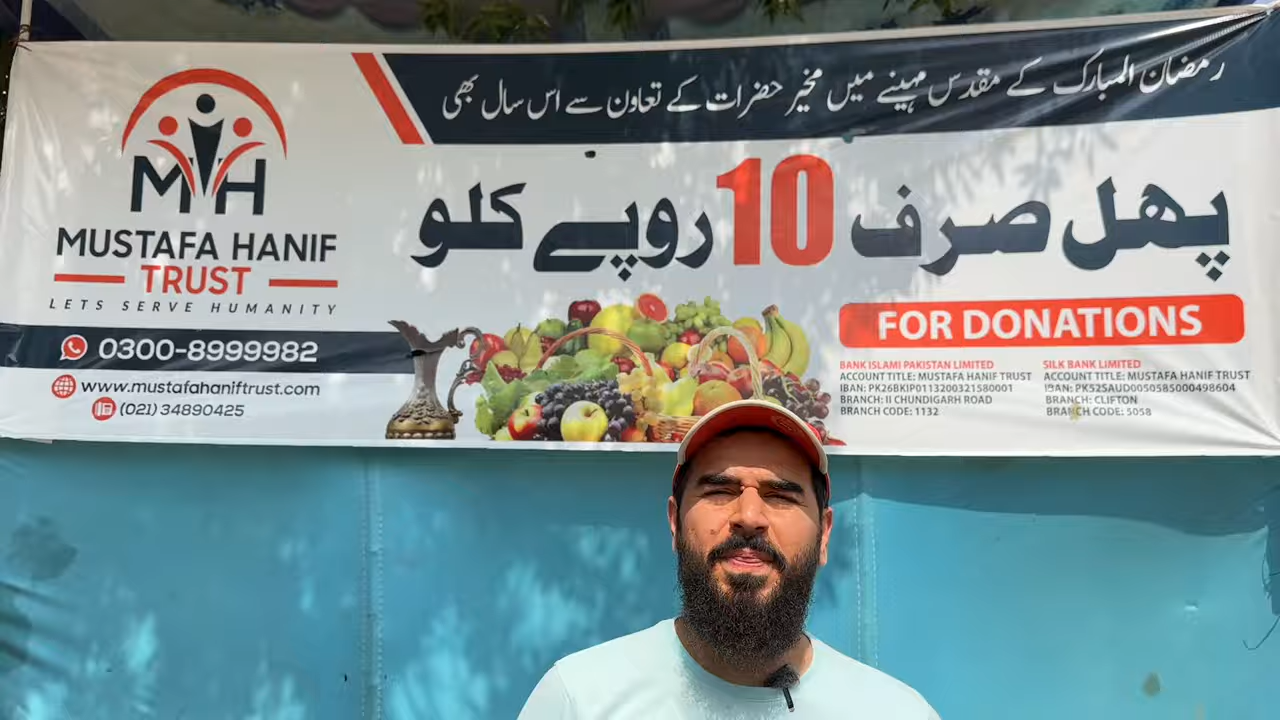 رمضان المبارک کے مقدس مہینے میں مخیر حضرات کے تعاون سے اس سال بھی
پھل صرف 10 روپے کلو
MH
MUSTAFA HANIF
TRUST
LETS SERVE HUMANITY
0300-8999982
www.mustafahaniftrust.com
(021) 34890425
FOR DONATIONS
BANK ISLAMI PAKISTAN LIMITED
ACCOUNT TITLE: MUSTAFA HANIF TRUST
IBAN: PK26BKIP0113200321580001
BRANCH: II CHUNDIGARH ROAD
BRANCH CODE: 1132
SILK BANK LIMITED
ACCOUNT TITLE: MUSTAFA HANIF TRUST
IBAN: PK52SAUD0050585000498604
BRANCH: CLIFTON
BRANCH CODE: 5058